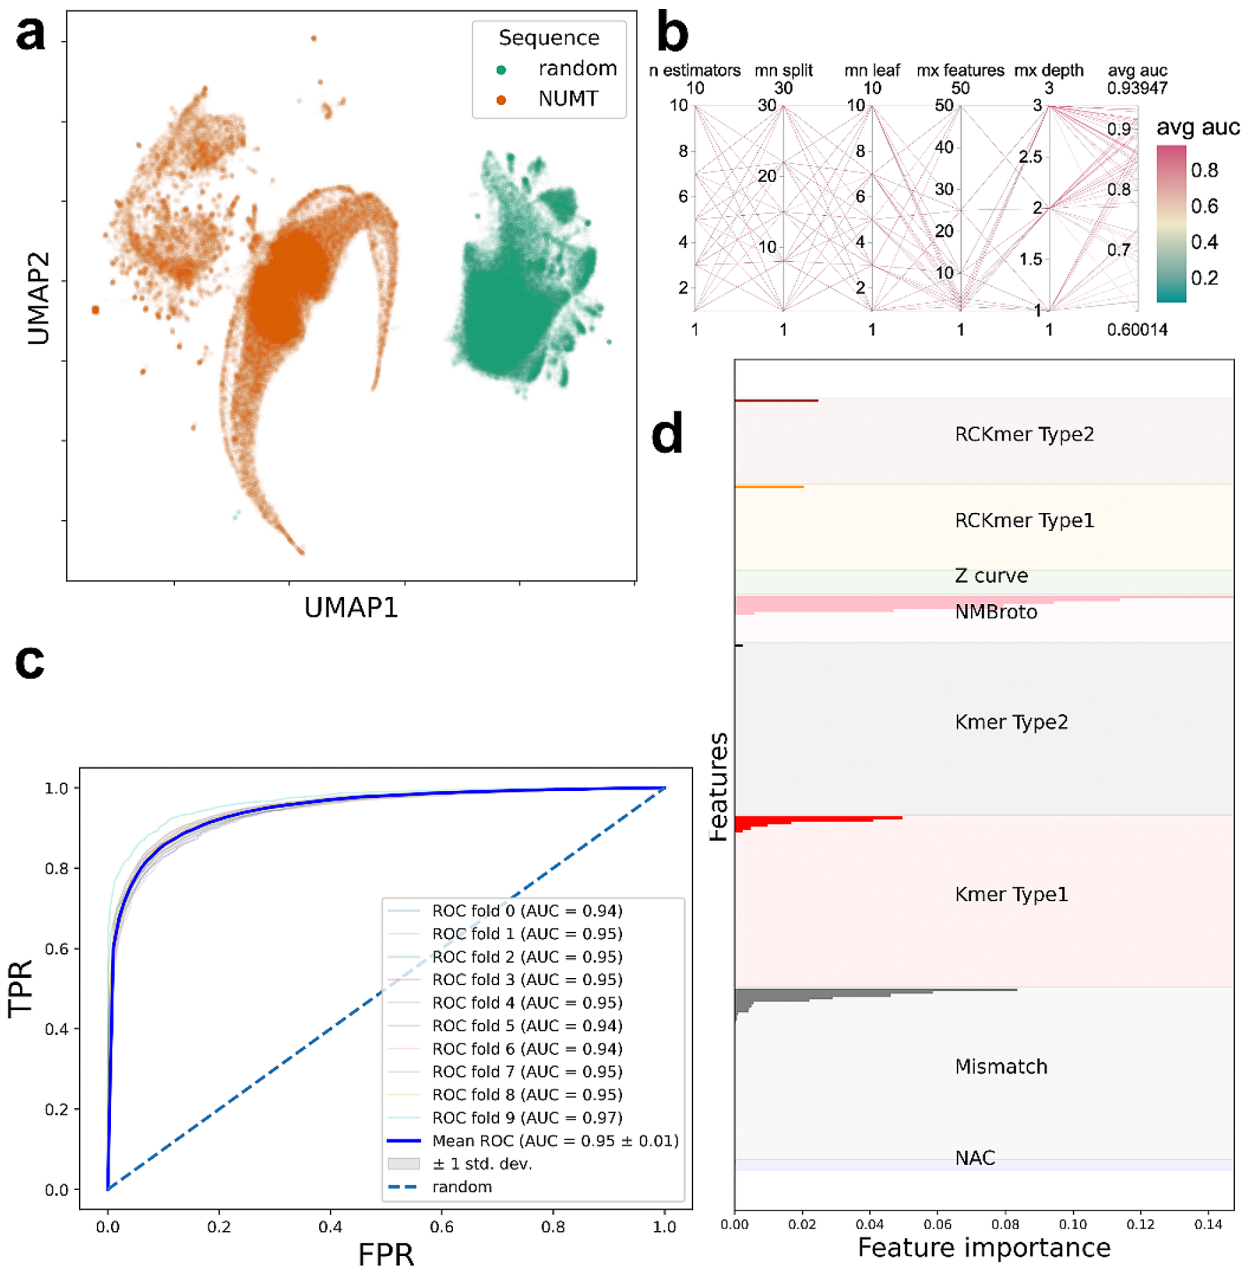 a
Sequence
random
NUMT
UMAP2
UMAP1
b
n estimators mn split mn leaf mx features mx depth avg auc
10 30 10 50 3 0.93947
10 30 10 50 3
8 20 8 40 2.5 0.9
6 6 30 2 0.8
4 10 4 20 1.5 0.7
2 2 10 1
1 1 1 1 1 0.60014
avg auc
0.8
0.6
0.4
0.2
c
TPR
1.0
0.8
0.6
0.4
0.2
0.0
ROC fold 0 (AUC = 0.94)
ROC fold 1 (AUC = 0.95)
ROC fold 2 (AUC = 0.95)
ROC fold 3 (AUC = 0.95)
ROC fold 4 (AUC = 0.95)
ROC fold 5 (AUC = 0.94)
ROC fold 6 (AUC = 0.94)
ROC fold 7 (AUC = 0.95)
ROC fold 8 (AUC = 0.95)
ROC fold 9 (AUC = 0.97)
Mean ROC (AUC = 0.95 ± 0.01)
± 1 std. dev.
random
0.0 0.2 0.4 0.6 0.8 1.0
FPR
d
Features
RCKmer Type2
RCKmer Type1
Z curve
NMBroto
Kmer Type2
Kmer Type1
Mismatch
NAC
0.00 0.02 0.04 0.06 0.08 0.10 0.12 0.14
Feature importance